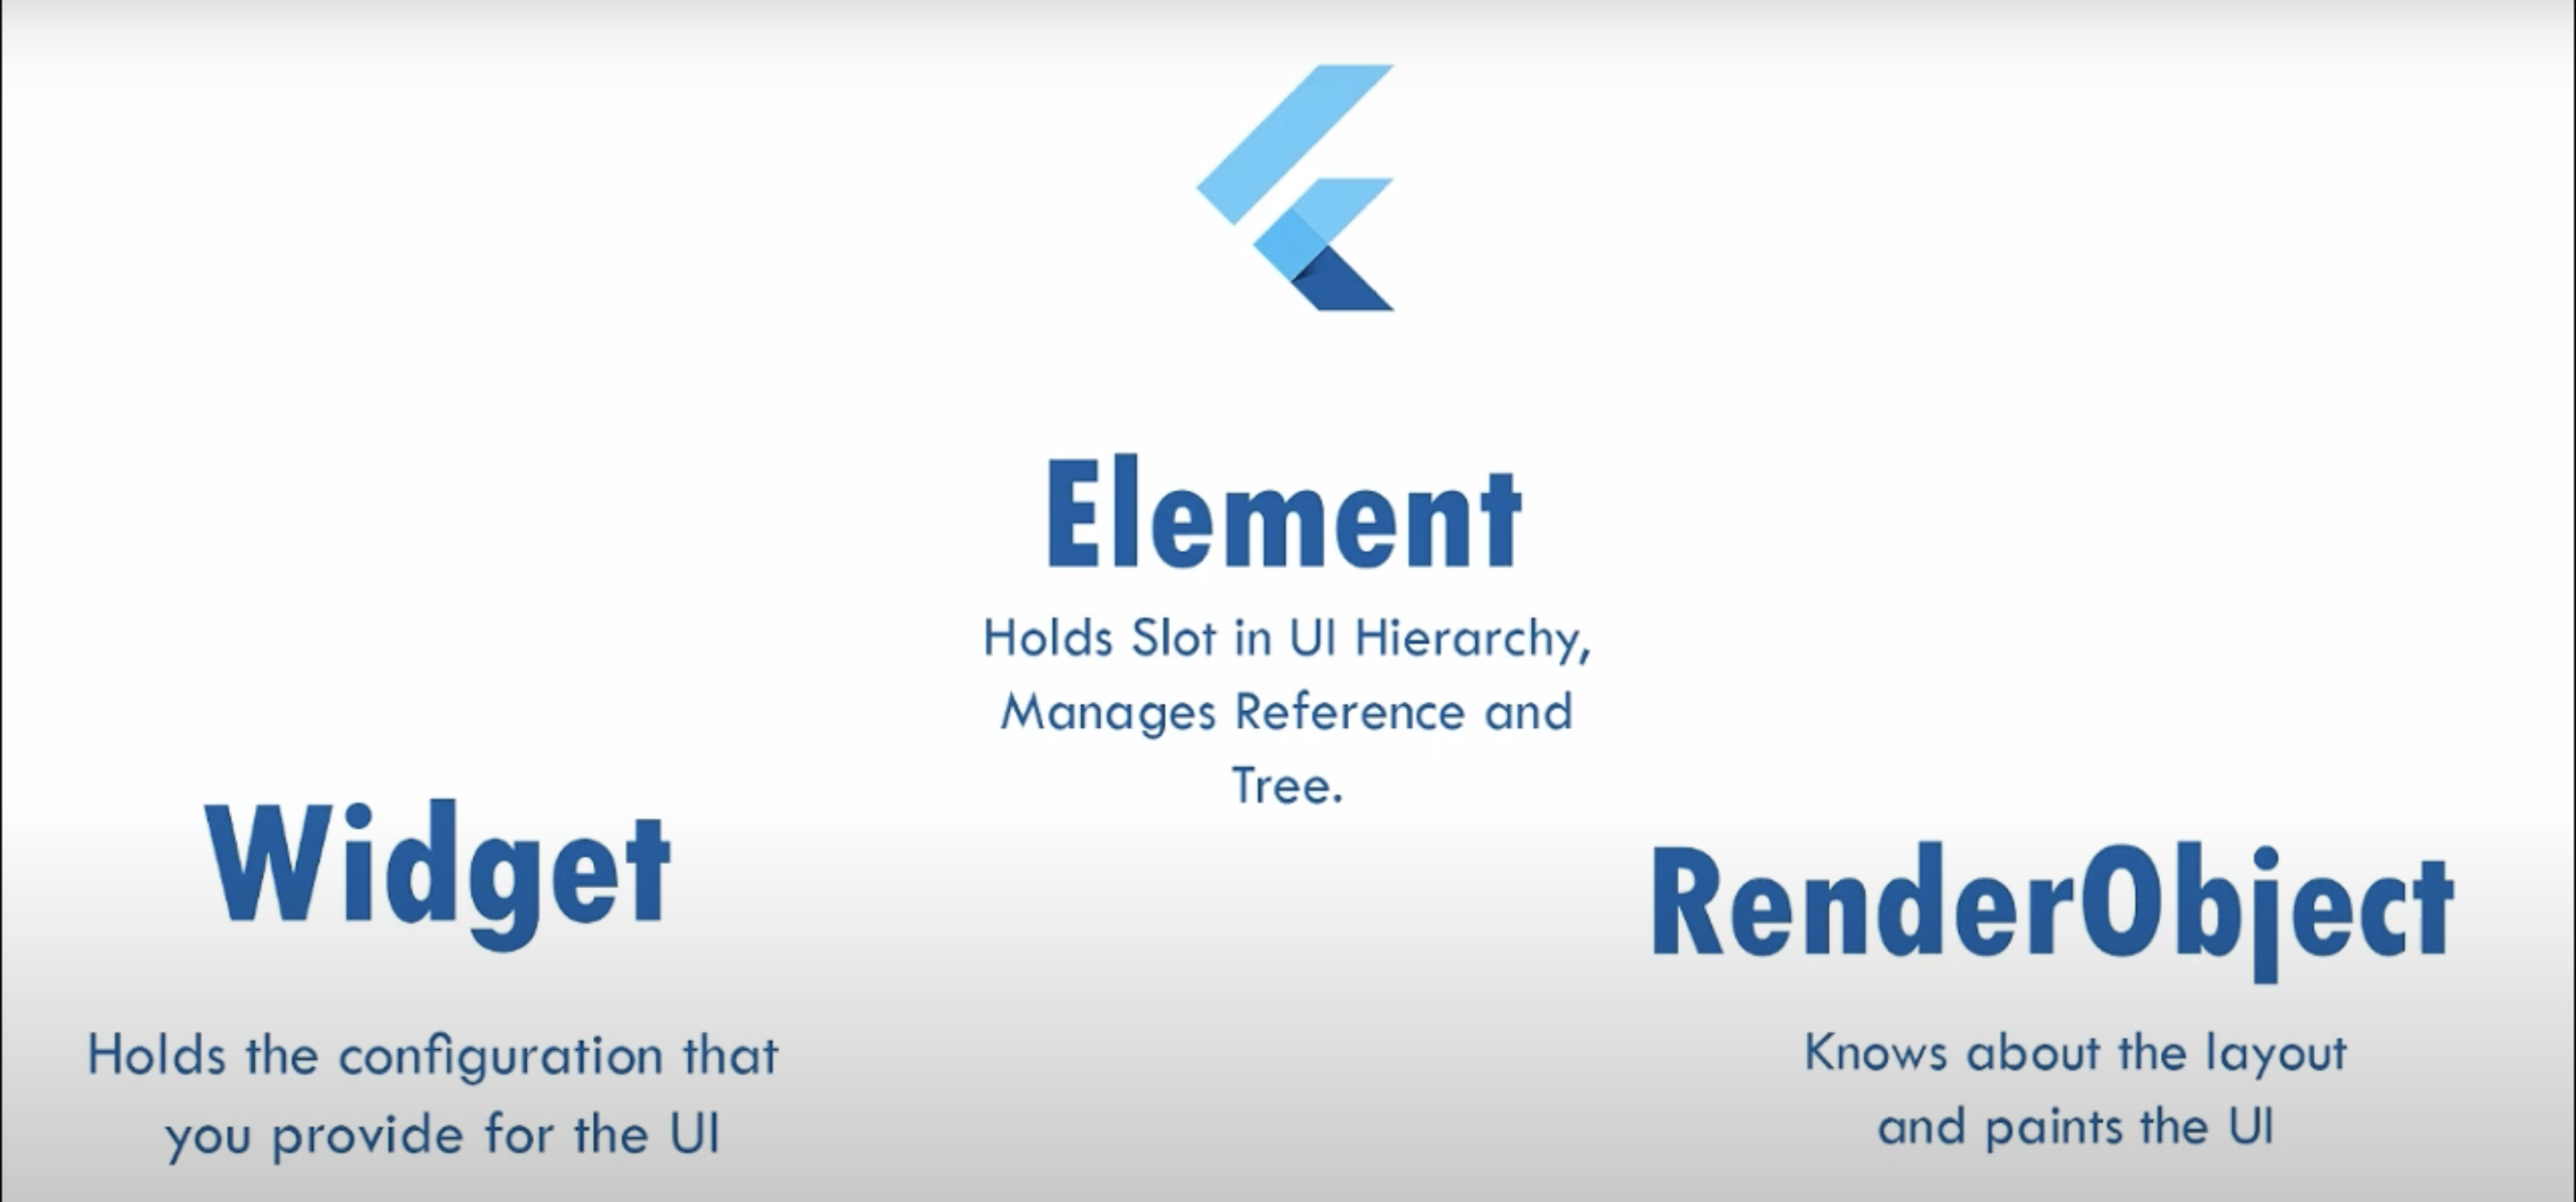 Element
Holds Slot in UI Hierarchy,
Manages Reference and
Tree.
Widget
Holds the configuration that
you provide for the UI
RenderObject
Knows about the layout
and paints the UI